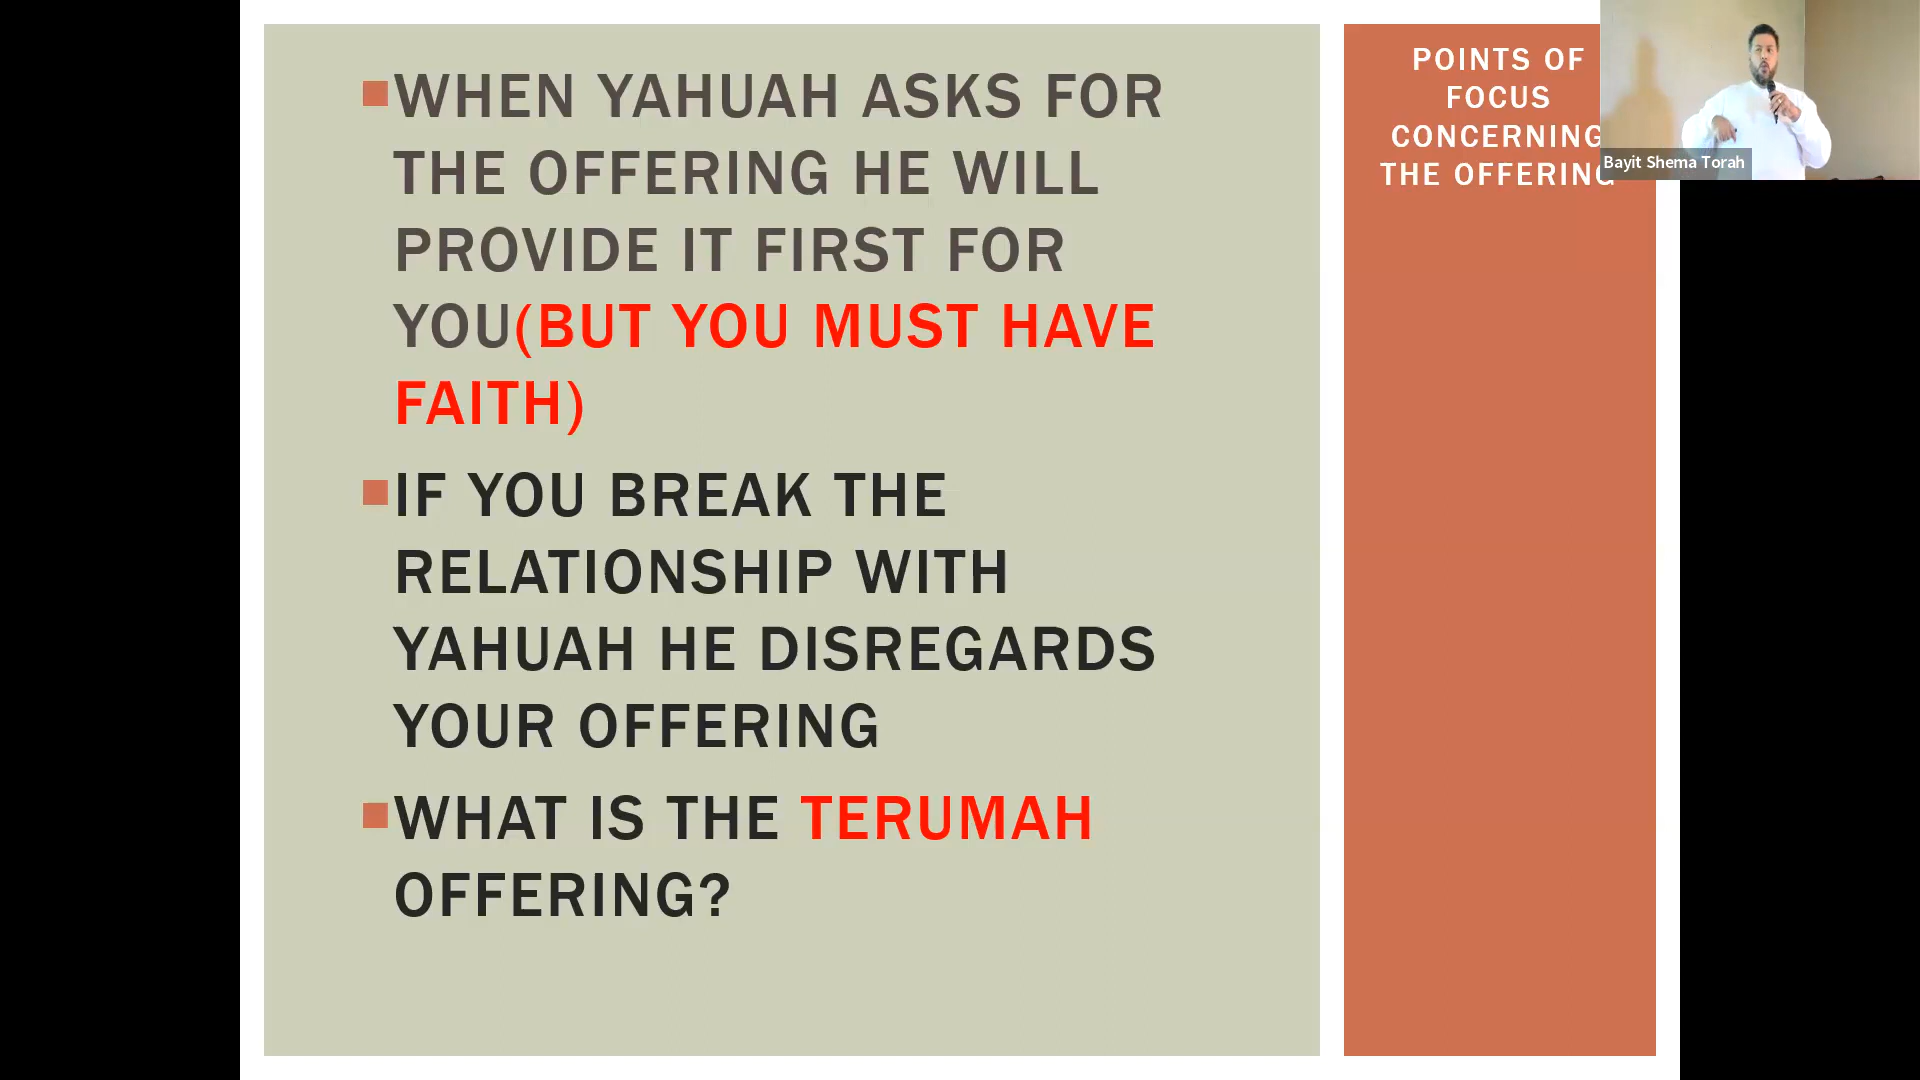 WHEN YAHUAH ASKS FOR
THE OFFERING HE WILL
PROVIDE IT FIRST FOR
YOU(BUT YOU MUST HAVE
FAITH)
IF YOU BREAK THE
RELATIONSHIP WITH
YAHUAH HE DISREGARDS
YOUR OFFERING
WHAT IS THE TERUMAH
OFFERING?
POINTS OF
FOCUS
CONCERNING
THE OFFERING
Bayit Shema Torah